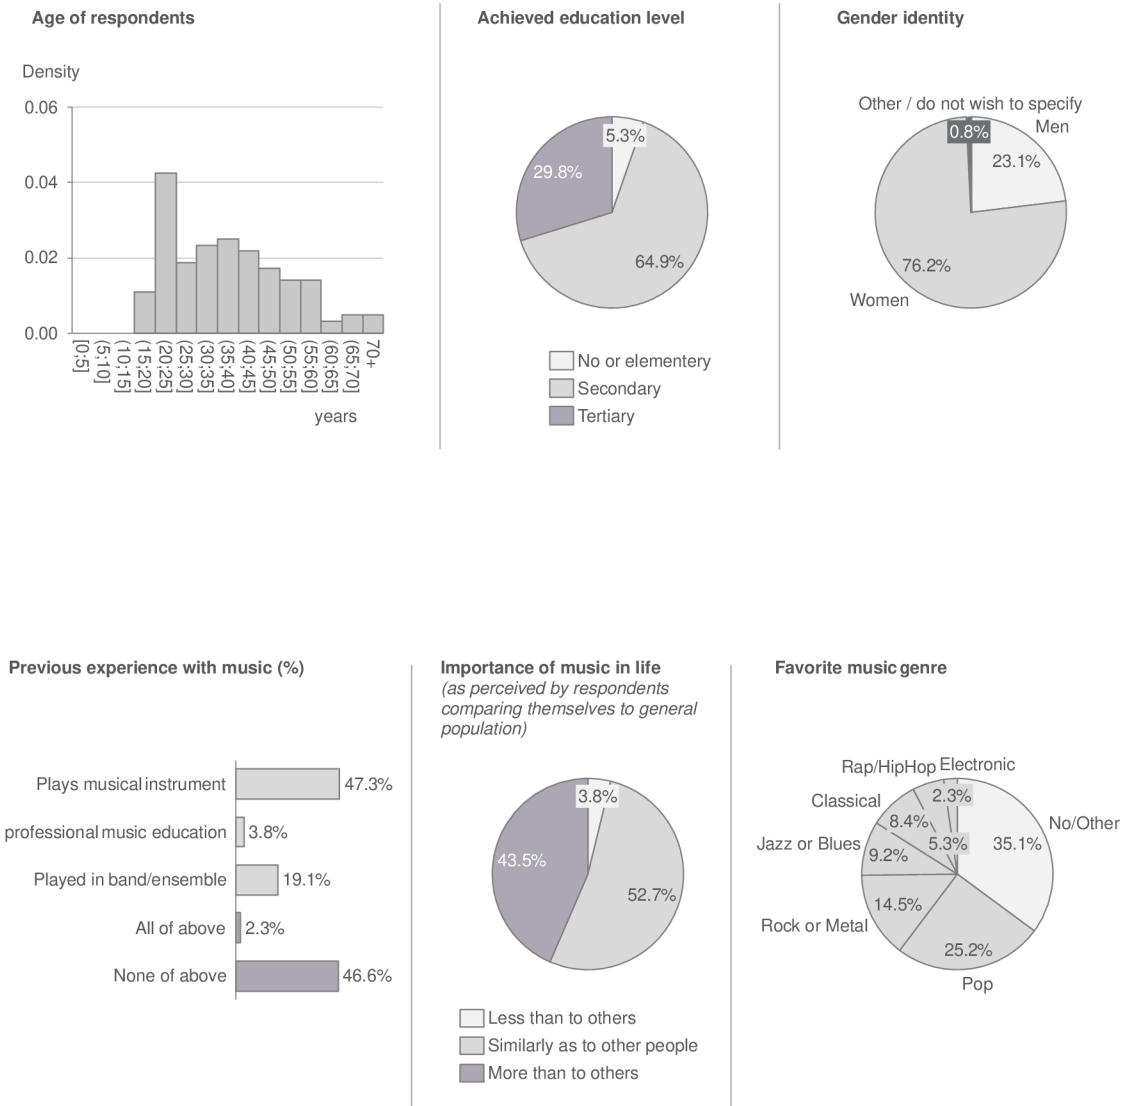 Age of respondents
Density
0.06
0.04
0.02
0.00
[0;5]
(5;10]
(10;15]
(15;20]
(20;25]
(25;30]
(30;35]
(35;40]
(40;45]
(45;50]
(50;55]
(55;60]
(60;65]
(65;70]
70+
years
Achieved education level
5.3%
29.8%
64.9%
No or elementery
Secondary
Tertiary
Gender identity
Other / do not wish to specify
0.8%
Men
23.1%
76.2%
Women
Previous experience with music (%)
Plays musical instrument
47.3%
professional music education
3.8%
Played in band/ensemble
19.1%
All of above
2.3%
None of above
46.6%
Importance of music in life
(as perceived by respondents
comparing themselves to general
population)
3.8%
43.5%
52.7%
Less than to others
Similarly as to other people
More than to others
Favorite music genre
Rap/HipHop
Electronic
2.3%
Classical
8.4%
No/Other
Jazz or Blues
9.2%
5.3%
35.1%
14.5%
Rock or Metal
25.2%
Pop